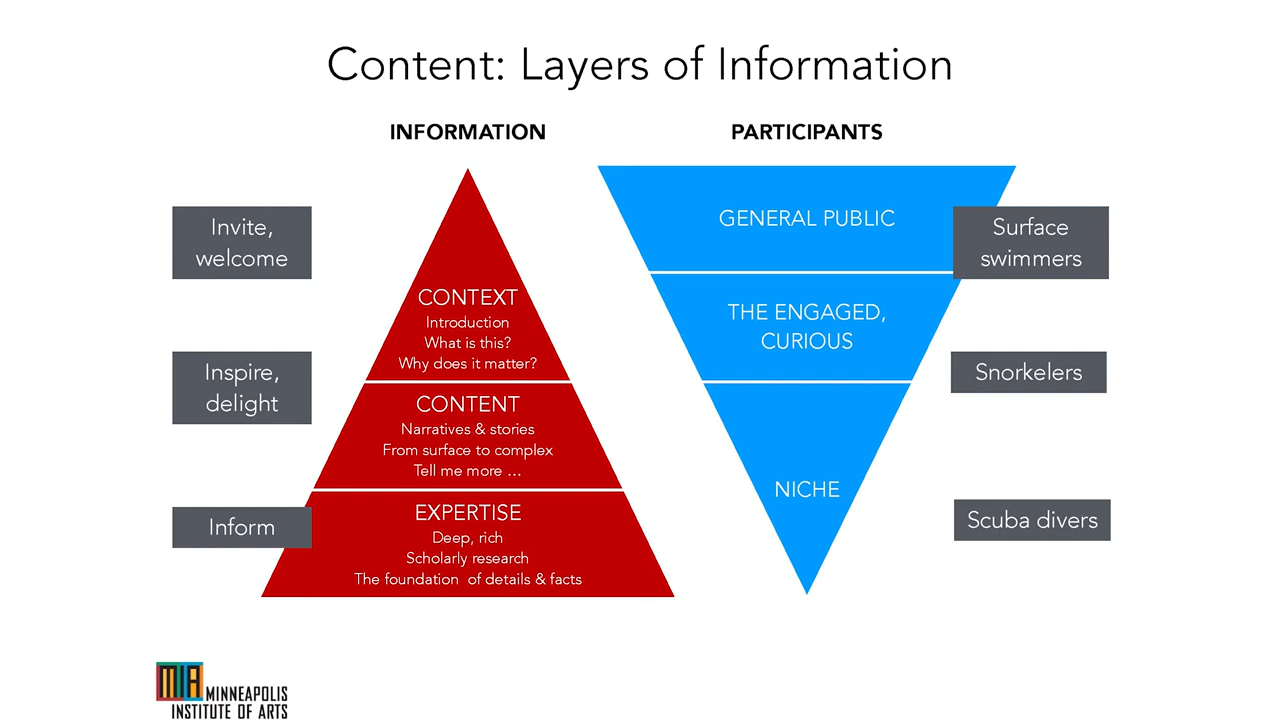 Content: Layers of Information
INFORMATION
PARTICIPANTS
Invite,
welcome
Inspire,
delight
Inform
CONTEXT
Introduction
What is this?
Why does it matter?
CONTENT
Narratives & stories
From surface to complex
Tell me more ...
EXPERTISE
Deep, rich
Scholarly research
The foundation of details & facts
GENERAL PUBLIC
THE ENGAGED,
CURIOUS
NICHE
Surface
swimmers
Snorkelers
Scuba divers
MIA MINNEAPOLIS
INSTITUTE OF ARTS